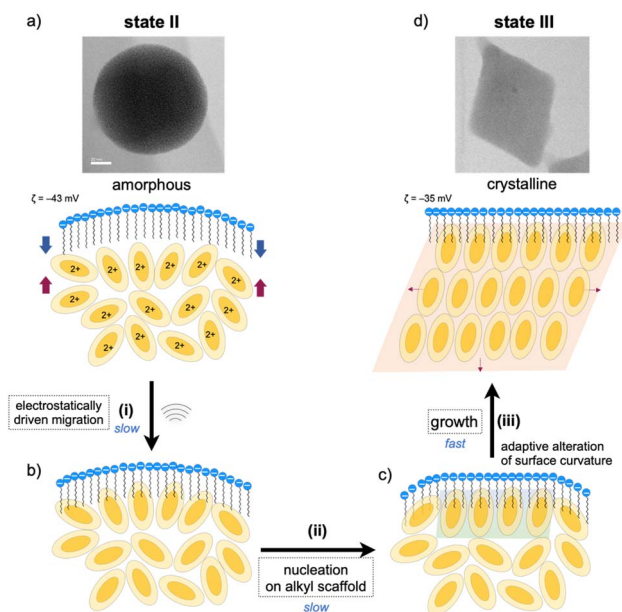 a)
state II
amorphous
ζ = –43 mV
2+ 2+ 2+ 2+ 2+
2+ 2+ 2+ 2+ 2+
2+ 2+ 2+ 2+
electrostatically
driven migration
(i)
slow
b)
(ii)
nucleation
on alkyl scaffold
slow
d)
state III
crystalline
ζ = –35 mV
growth
fast
(iii)
adaptive alteration
of surface curvature
c)